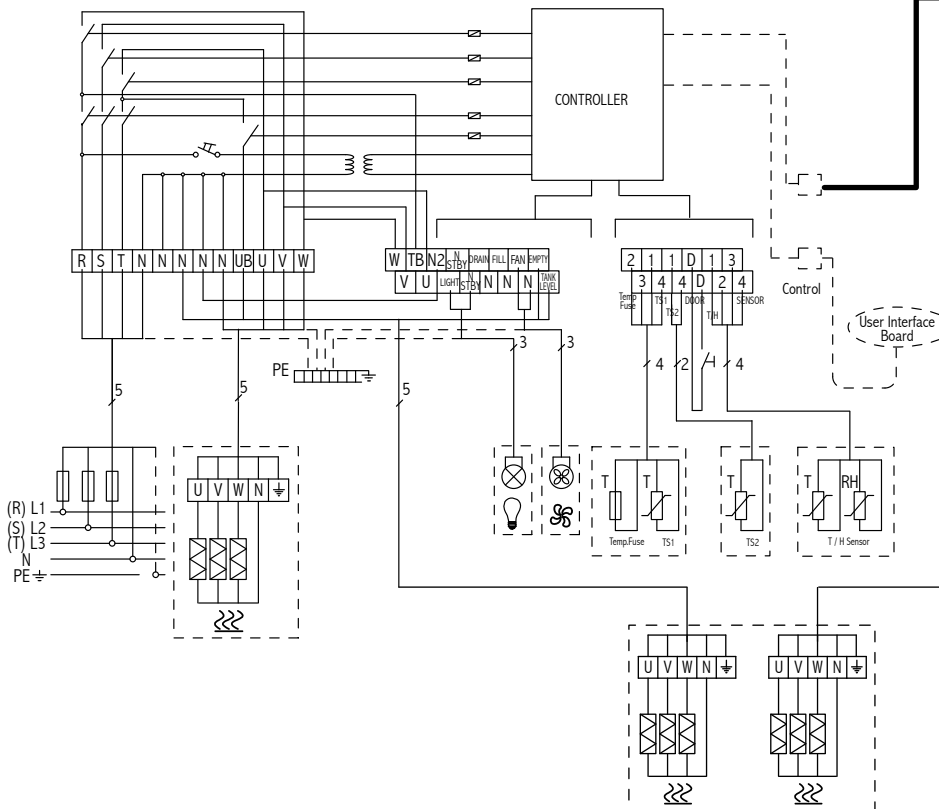 CONTROLLER
R S T N N N N N UB U V W
W TB N2 N STBY DRAIN FILL FAN EMPTY
V U LIGHT N STBY N N N TANK LEVEL
2 1 1 D 1 3
3 4 4 D 2 4
Temp Fuse TS1 TS2 DOOR T/H SENSOR
Control
User Interface
Board
PE
3 3
4 2 4
5 5 5
(R) L1
(S) L2
(T) L3
N
PE
U V W N
T T
Temp.Fuse TS1
T
TS2
T RH
T / H Sensor
U V W N
U V W N